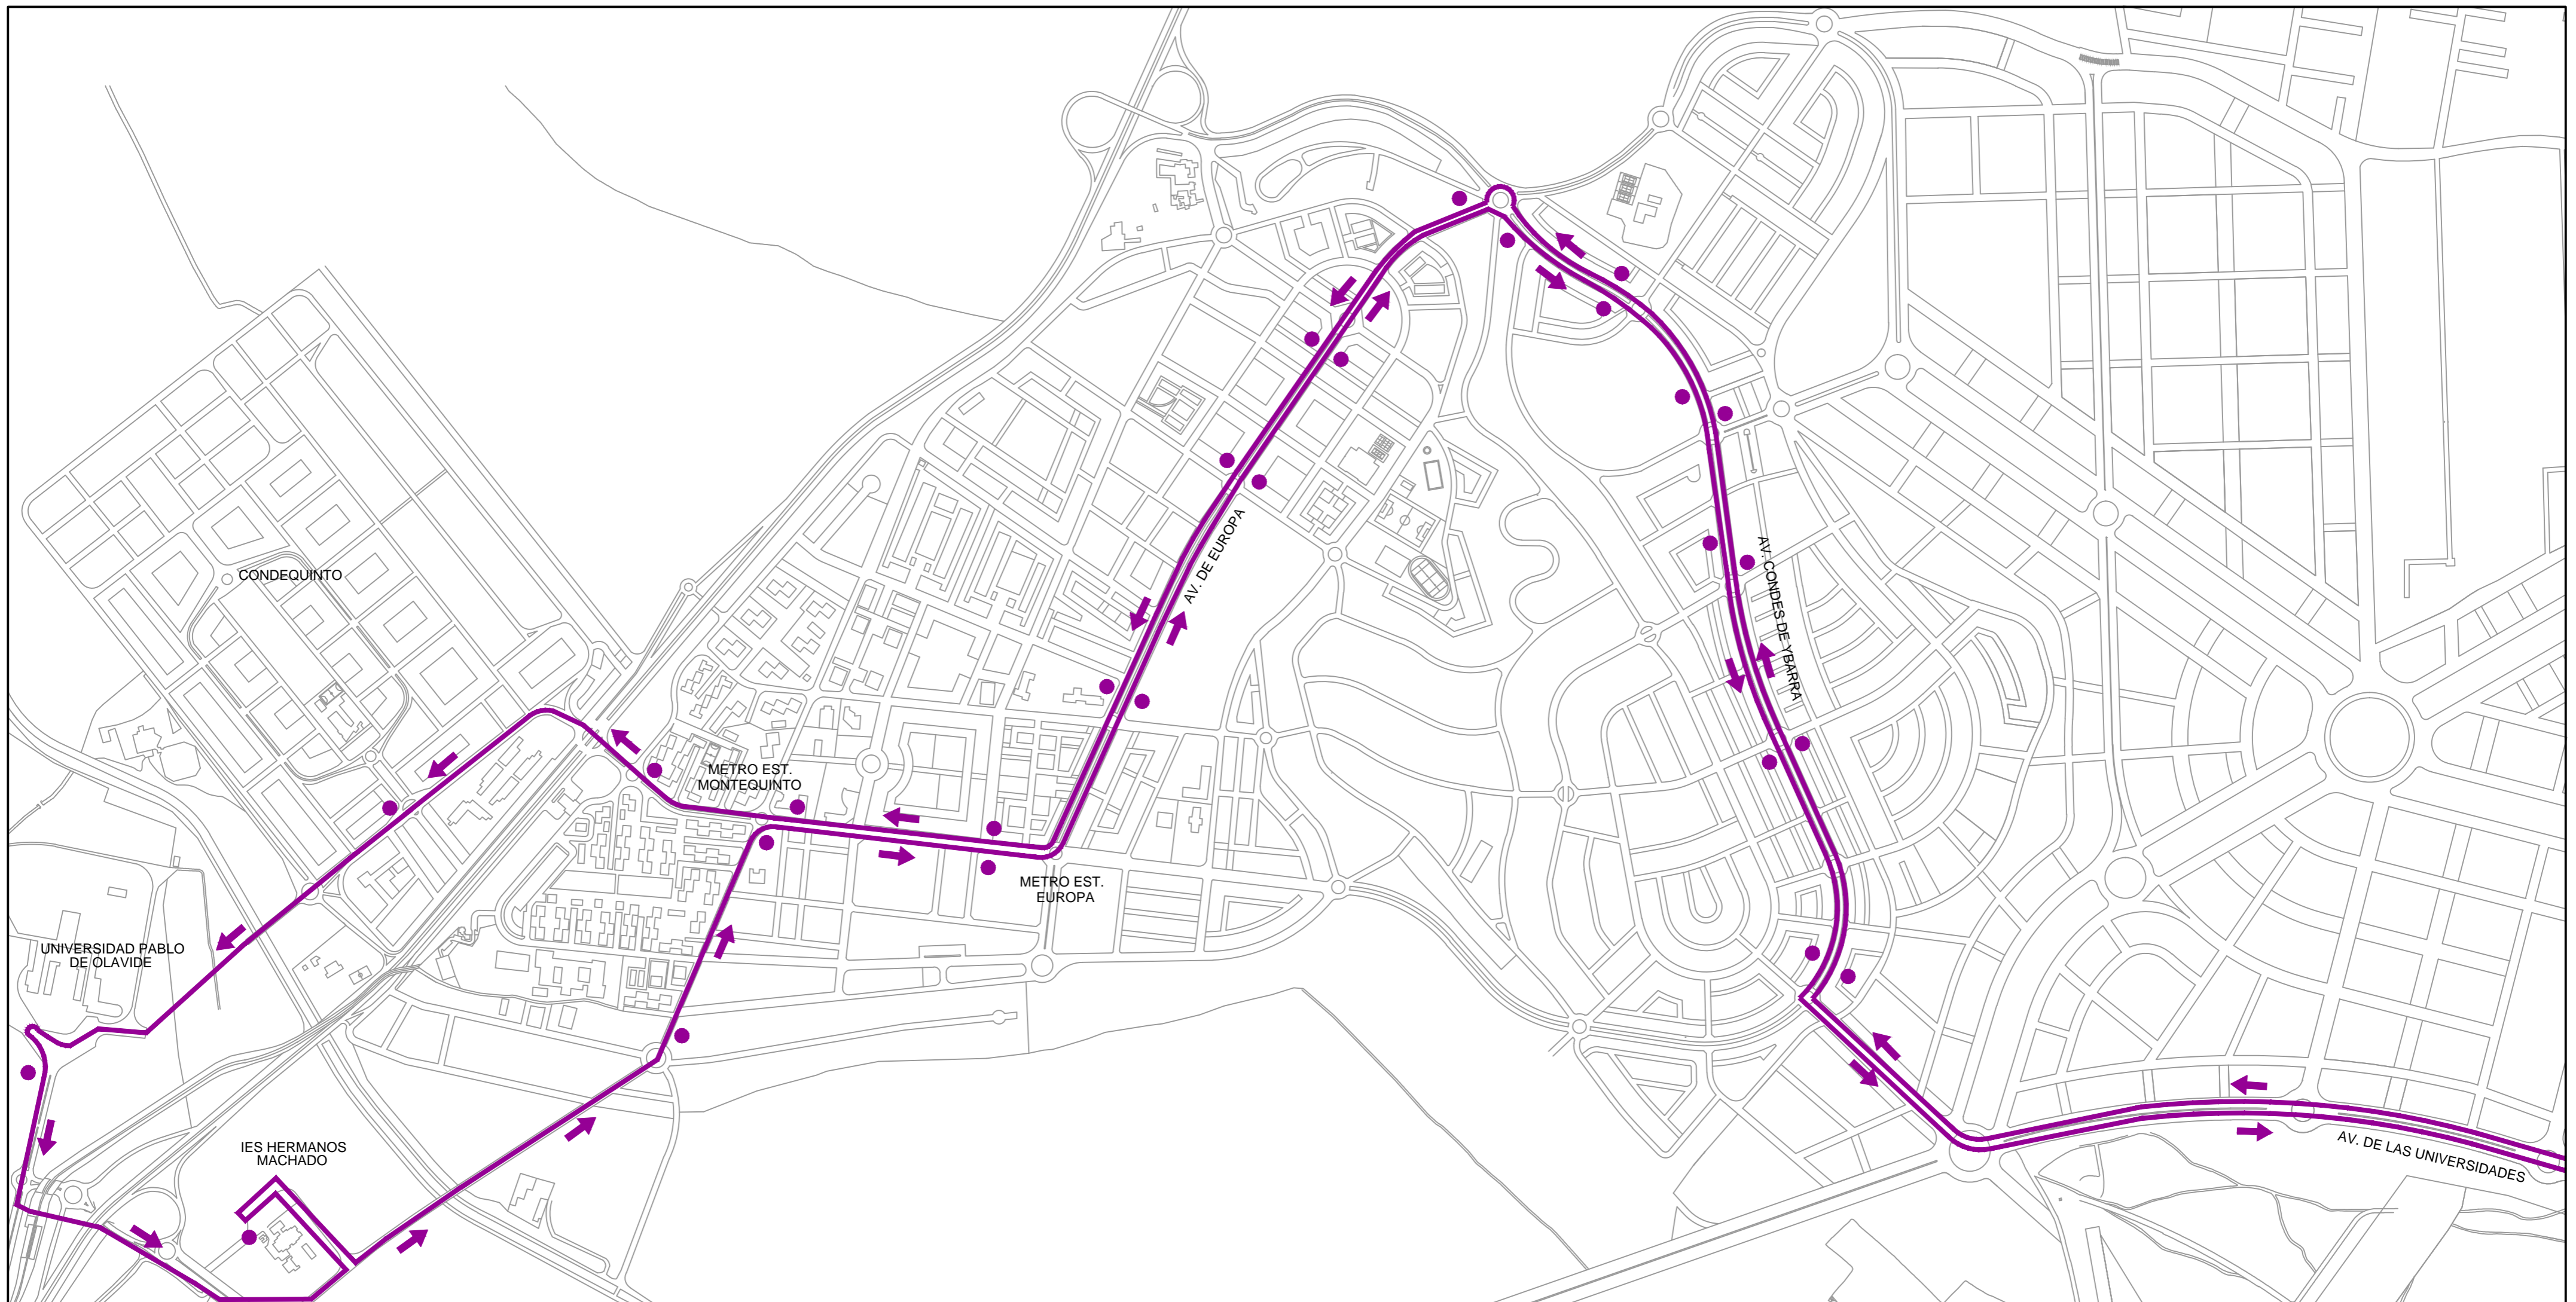 CONDEQUINTO
AV. DE EUROPA
AV. CONDES DE YBARRA
METRO EST.
MONTEQUINTO
METRO EST.
EUROPA
UNIVERSIDAD PABLO
DE OLAVIDE
IES HERMANOS
MACHADO
AV. DE LAS UNIVERSIDADES